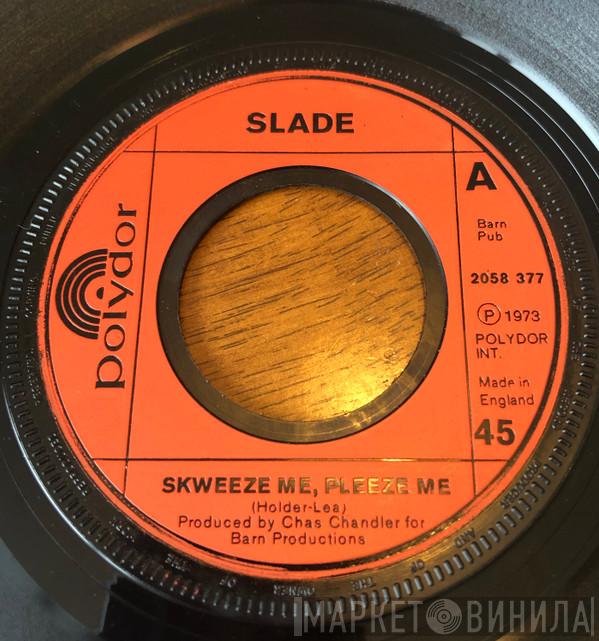 SLADE
A
Barn
Pub
polydor
2058 377
℗ 1973
POLYDOR
INT.
Made in
England
45
SKWEEZE ME, PLEEZE ME
(Holder-Lea)
Produced by Chas Chandler for
Barn Productions
МАРКЕТ ВИНИЛА